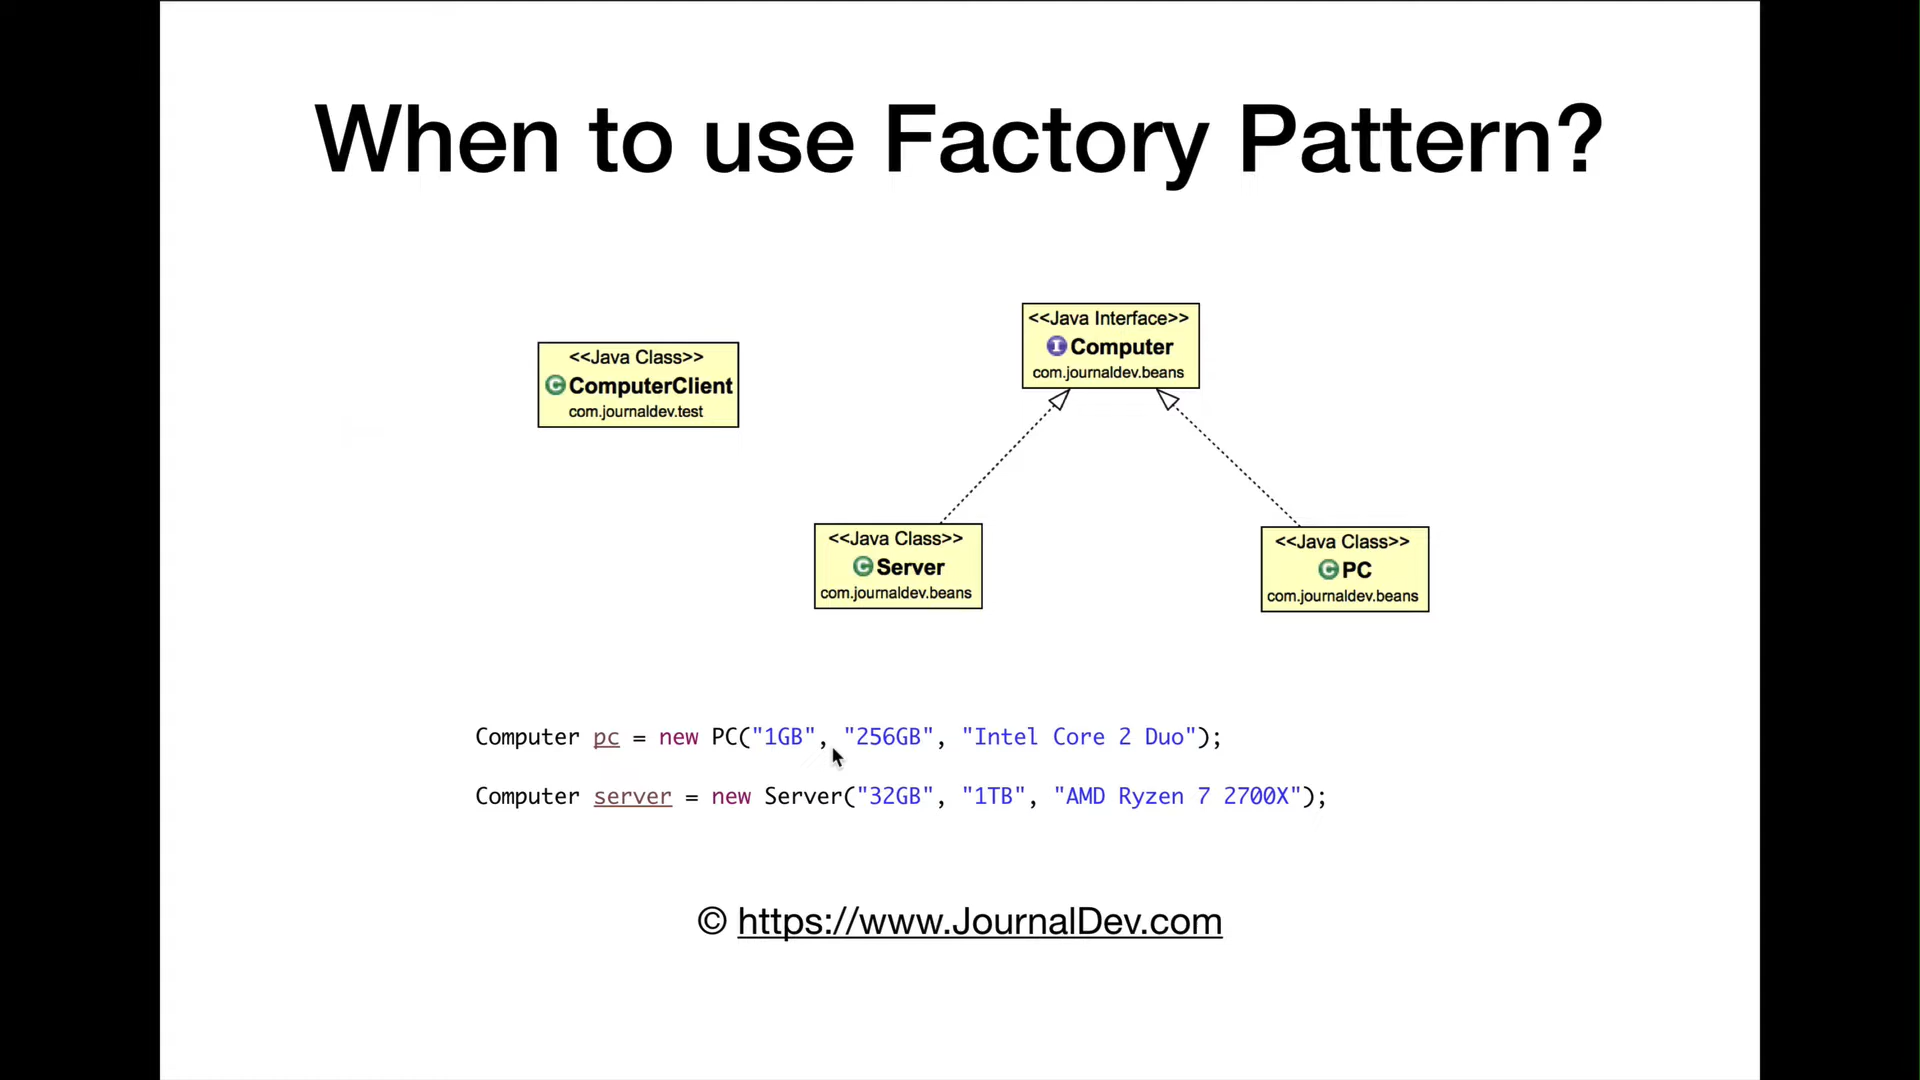 When to use Factory Pattern?
<<Java Interface>>
Computer
com.journaldev.beans
<<Java Class>>
ComputerClient
com.journaldev.test
<<Java Class>>
Server
com.journaldev.beans
<<Java Class>>
PC
com.journaldev.beans
Computer pc = new PC("1GB", "256GB", "Intel Core 2 Duo");
Computer server = new Server("32GB", "1TB", "AMD Ryzen 7 2700X");
© https://www.JournalDev.com